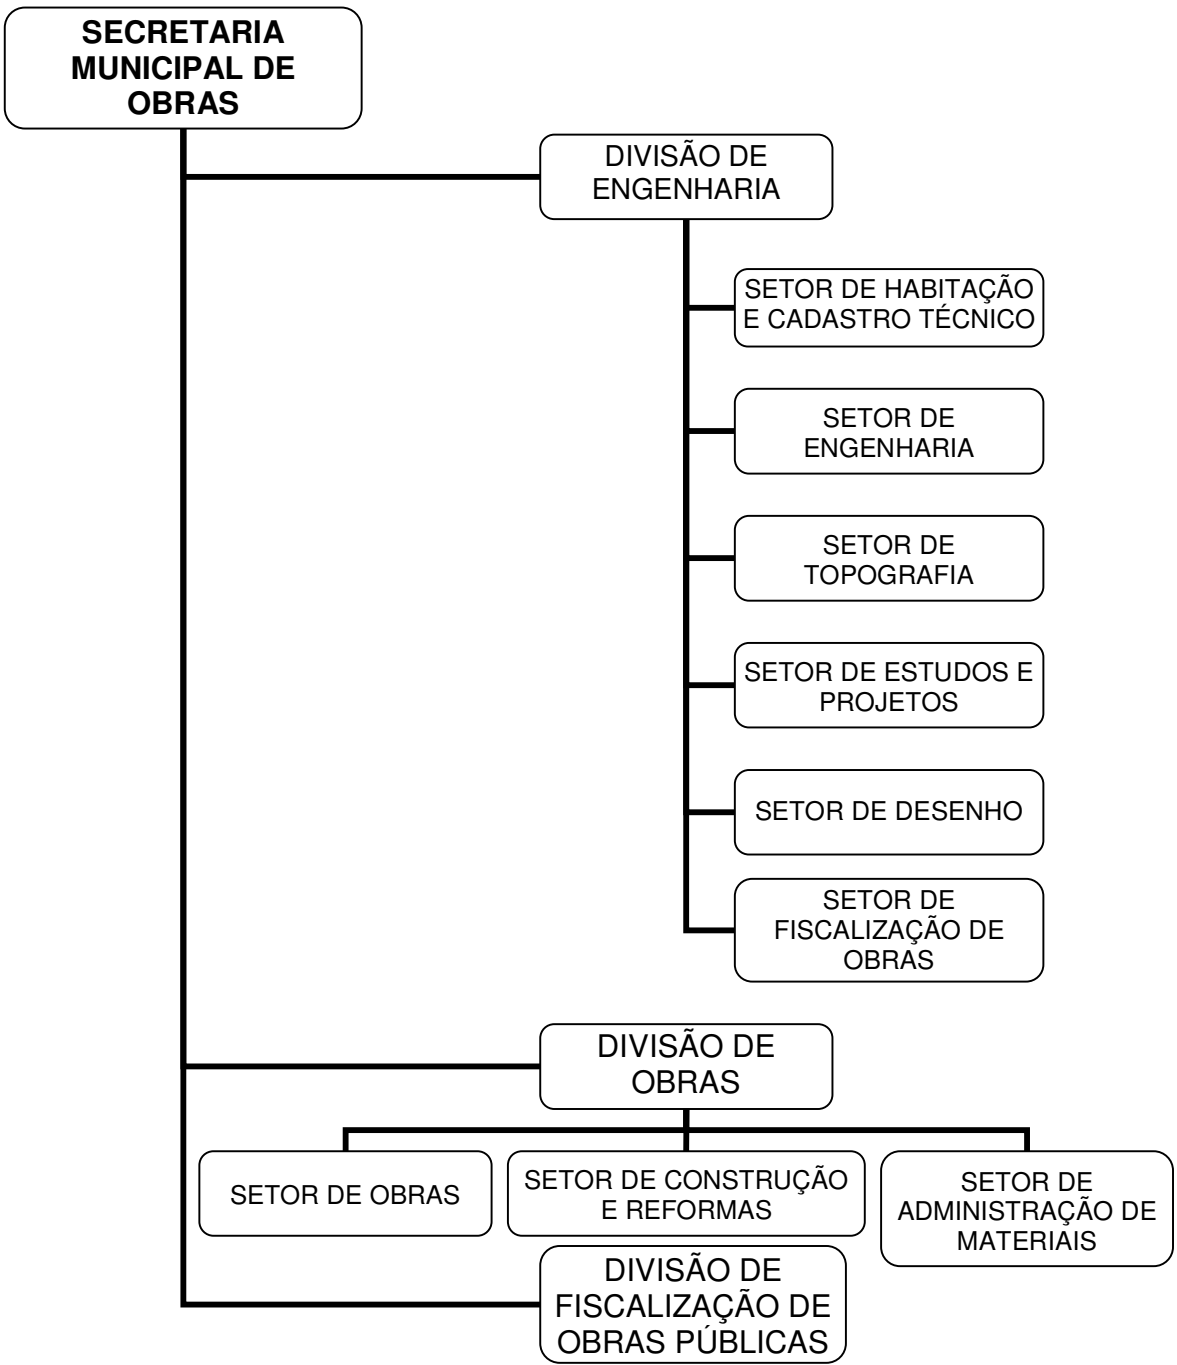 SECRETARIA
MUNICIPAL DE
OBRAS
DIVISÃO DE
ENGENHARIA
SETOR DE HABITAÇÃO
E CADASTRO TÉCNICO
SETOR DE
ENGENHARIA
SETOR DE
TOPOGRAFIA
SETOR DE ESTUDOS E
PROJETOS
SETOR DE DESENHO
SETOR DE
FISCALIZAÇÃO DE
OBRAS
DIVISÃO DE
OBRAS
SETOR DE OBRAS
SETOR DE CONSTRUÇÃO
E REFORMAS
SETOR DE
ADMINISTRAÇÃO DE
MATERIAIS
DIVISÃO DE
FISCALIZAÇÃO DE
OBRAS PÚBLICAS